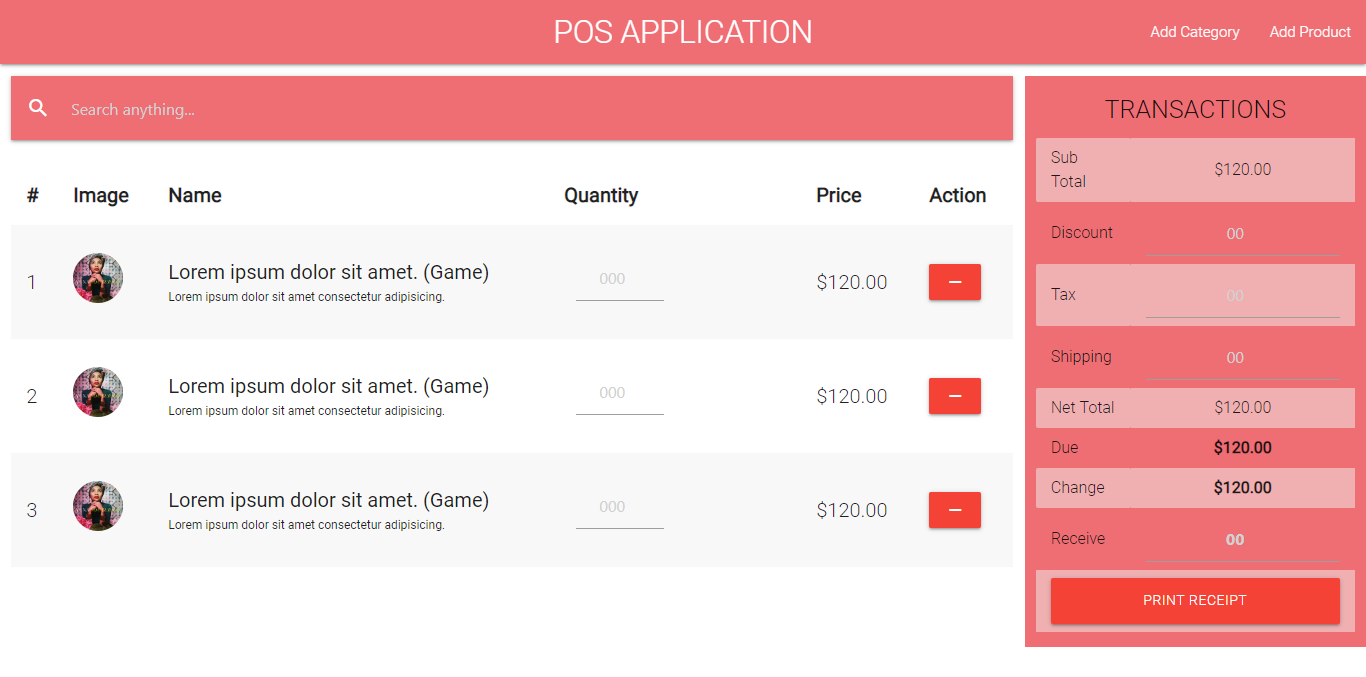 POS APPLICATION
Add Category
Add Product
Search anything...
# Image Name Quantity Price Action
1 Lorem ipsum dolor sit amet. (Game) 000 $120.00
Lorem ipsum dolor sit amet consectetur adipisicing.
2 Lorem ipsum dolor sit amet. (Game) 000 $120.00
Lorem ipsum dolor sit amet consectetur adipisicing.
3 Lorem ipsum dolor sit amet. (Game) 000 $120.00
Lorem ipsum dolor sit amet consectetur adipisicing.
TRANSACTIONS
Sub
Total
$120.00
Discount 00
Tax 00
Shipping 00
Net Total $120.00
Due $120.00
Change $120.00
Receive 00
PRINT RECEIPT